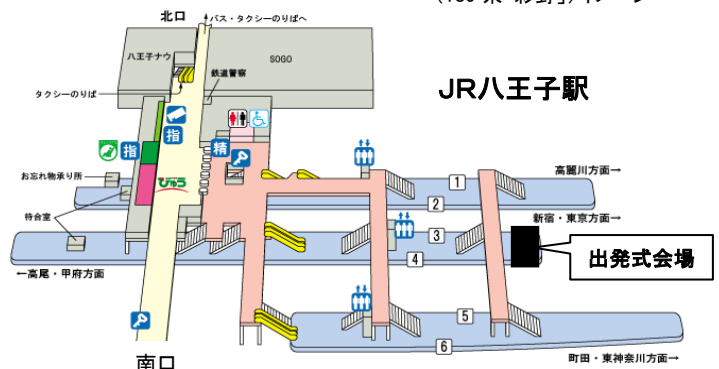 北口
バス・タクシーのりばへ
八王子ナウ
SOGO
タクシーのりば
鉄道警察
JR八王子駅
指
指
精
お忘れ物承り所
びゅう
待合室
1
高麗川方面→
2
新宿・東京方面→
3
4
出発式会場
←高尾・甲府方面
5
6
町田・東神奈川方面→
南口